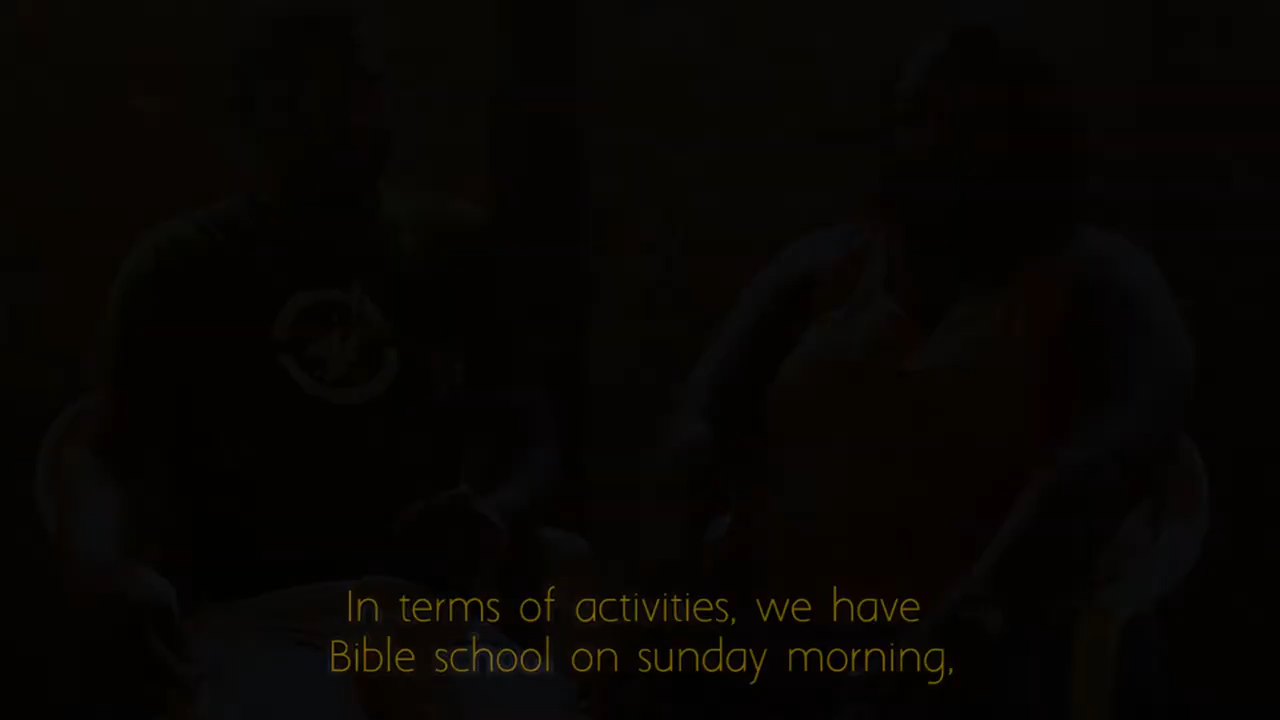 In terms of activities, we have
Bible school on sunday morning,